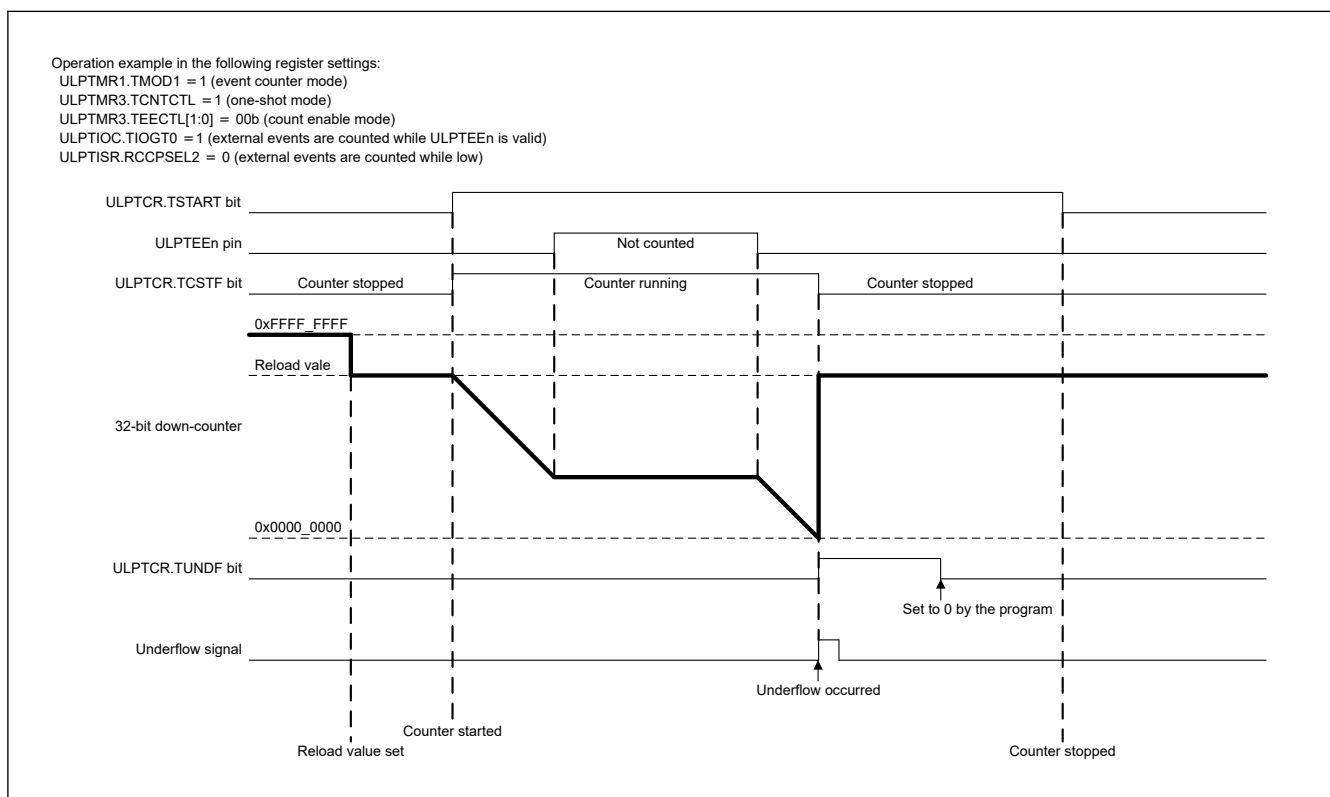 Operation example in the following register settings:
ULPTMR1.TMOD1 = 1 (event counter mode)
ULPTMR3.TCNTCTL = 1 (one-shot mode)
ULPTMR3.TEECTL[1:0] = 00b (count enable mode)
ULPTIOC.TIOGT0 = 1 (external events are counted while ULPTEEn is valid)
ULPTISR.RCCPSEL2 = 0 (external events are counted while low)
ULPTCR.TSTART bit
ULPTEEn pin
Not counted
ULPTCR.TCSTF bit
Counter stopped
Counter running
Counter stopped
0xFFFF_FFFF
Reload vale
32-bit down-counter
0x0000_0000
ULPTCR.TUNDF bit
Set to 0 by the program
Underflow signal
Underflow occurred
Counter started
Reload value set
Counter stopped